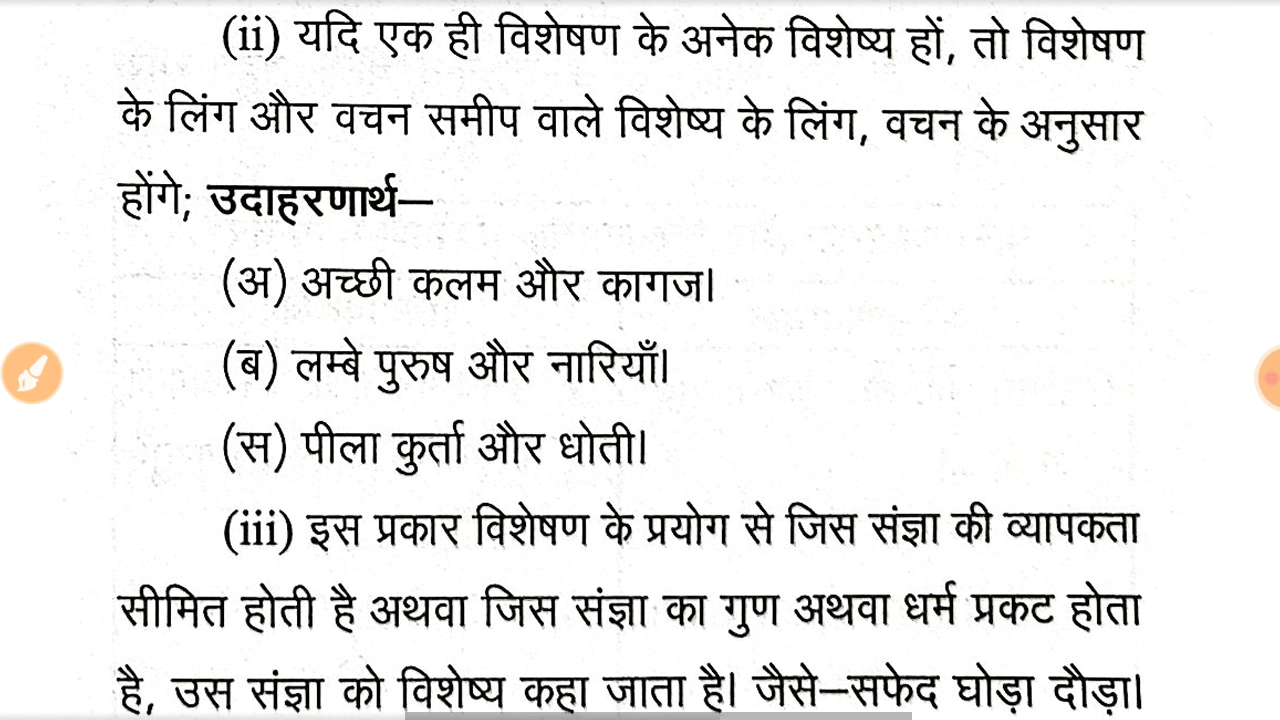 (ii) यदि एक ही विशेषण के अनेक विशेष्य हों, तो विशेषण
के लिंग और वचन समीप वाले विशेष्य के लिंग, वचन के अनुसार
होंगे; उदाहरणार्थ—
(अ) अच्छी कलम और कागज।
(ब) लम्बे पुरुष और नारियाँ।
(स) पीला कुर्ता और धोती।
(iii) इस प्रकार विशेषण के प्रयोग से जिस संज्ञा की व्यापकता
सीमित होती है अथवा जिस संज्ञा का गुण अथवा धर्म प्रकट होता
है, उस संज्ञा को विशेष्य कहा जाता है। जैसे—सफेद घोड़ा दौड़ा।